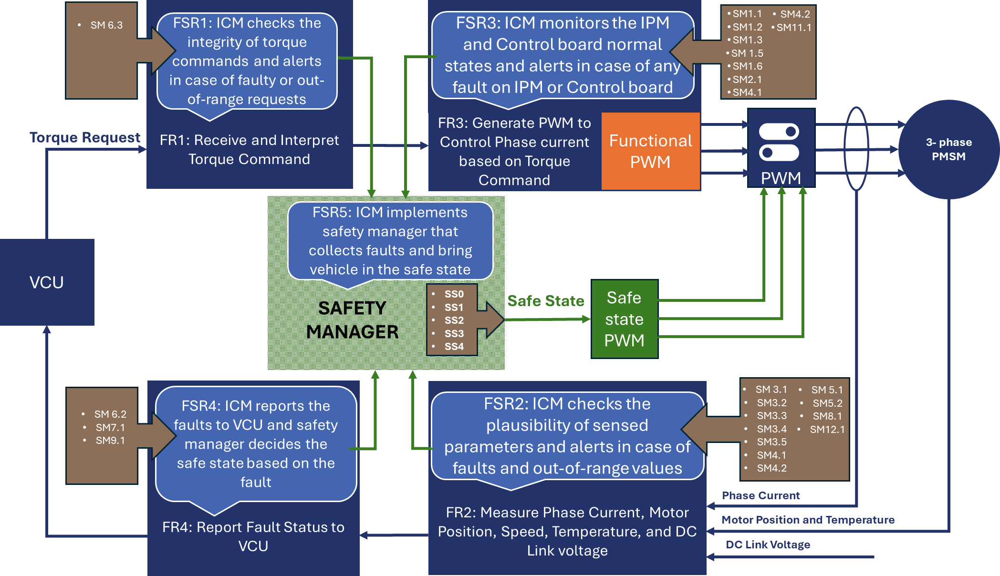 • SM 6.3
FSR1: ICM checks the
integrity of torque
commands and alerts
in case of faulty or out-
of-range requests
FSR3: ICM monitors the IPM
and Control board normal
states and alerts in case of any
fault on IPM or Control board
• SM1.1
• SM1.2
• SM1.3
• SM 1.5
• SM1.6
• SM2.1
• SM4.1
• SM4.2
• SM11.1
Torque Request
FR1: Receive and Interpret
Torque Command
FR3: Generate PWM to
Control Phase current
based on Torque
Command
Functional
PWM
PWM
3- phase
PMSM
FSR5: ICM implements
safety manager that
collects faults and bring
vehicle in the safe state
SAFETY
MANAGER
• SS0
• SS1
• SS2
• SS3
• SS4
Safe State
Safe
state
PWM
VCU
• SM 6.2
• SM7.1
• SM9.1
FSR4: ICM reports the
faults to VCU and safety
manager decides the
safe state based on the
fault
FR4: Report Fault Status to
VCU
FSR2: ICM checks the
plausibility of sensed
parameters and alerts in case of
faults and out-of-range values
FR2: Measure Phase Current, Motor
Position, Speed, Temperature, and DC
Link voltage
• SM 3.1
• SM3.2
• SM3.3
• SM3.4
• SM3.5
• SM4.1
• SM4.2
• SM 5.1
• SM5.2
• SM8.1
• SM12.1
Phase Current
Motor Position and Temperature
DC Link Voltage